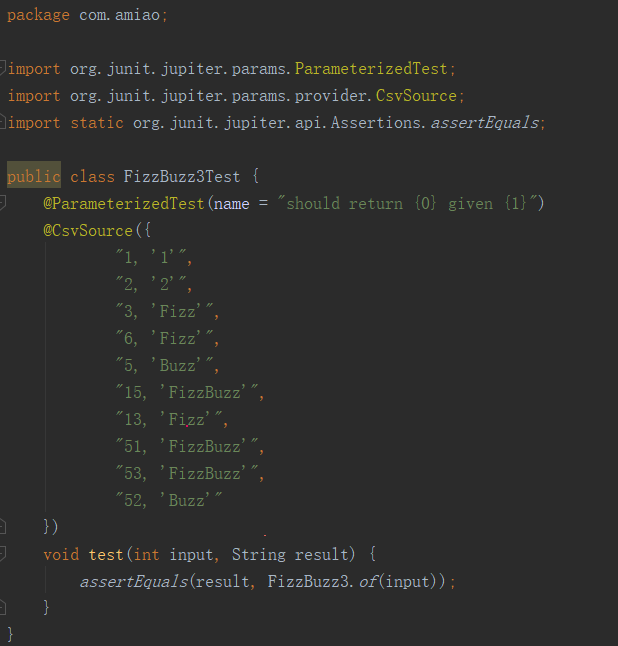 package com.amiao;
import org.junit.jupiter.params.ParameterizedTest;
import org.junit.jupiter.params.provider.CsvSource;
import static org.junit.jupiter.api.Assertions.assertEquals;
public class FizzBuzz3Test {
@ParameterizedTest(name = "should return {0} given {1}")
@CsvSource({
"1, '1'",
"2, '2'",
"3, 'Fizz'",
"6, 'Fizz'",
"5, 'Buzz'",
"15, 'FizzBuzz'",
"13, 'Fizz'",
"51, 'FizzBuzz'",
"53, 'FizzBuzz'",
"52, 'Buzz'"
})
void test(int input, String result) {
assertEquals(result, FizzBuzz3.of(input));
}
}